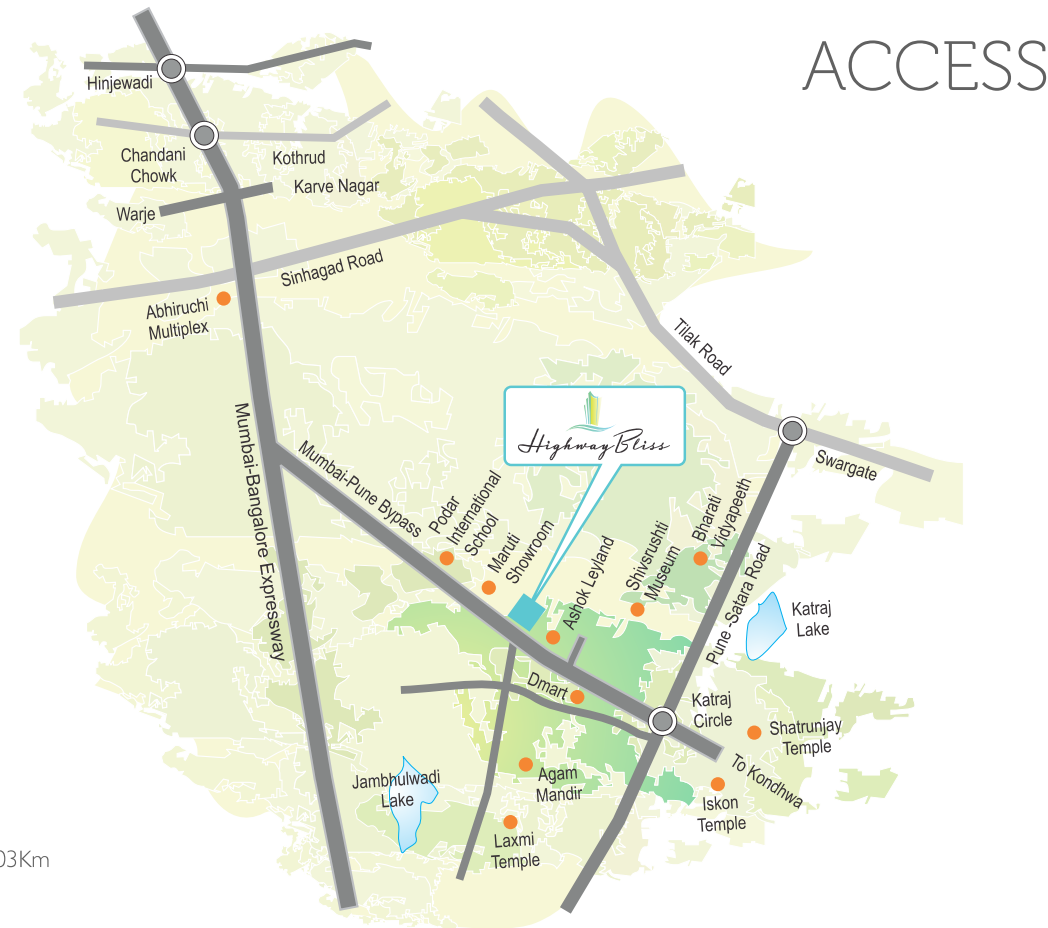 ACCESS
Hinjewadi
Chandani
Chowk
Kothrud
Karve Nagar
Warje
Sinhagad Road
Abhiruchi
Multiplex
Tilak Road
Highway Bliss
Swargate
Mumbai-Bangalore Expressway
Mumbai-Pune Bypass
Podar
International
School
Maruti
Showroom
Ashok Leyland
Shivsrushti
Museum
Bharati
Vidyapeeth
Pune -Satara Road
Katraj
Lake
Dmart
Katraj
Circle
Shatrunjay
Temple
To Kondhwa
Iskon
Temple
Jambhulwadi
Lake
Agam
Mandir
Laxmi
Temple
03Km